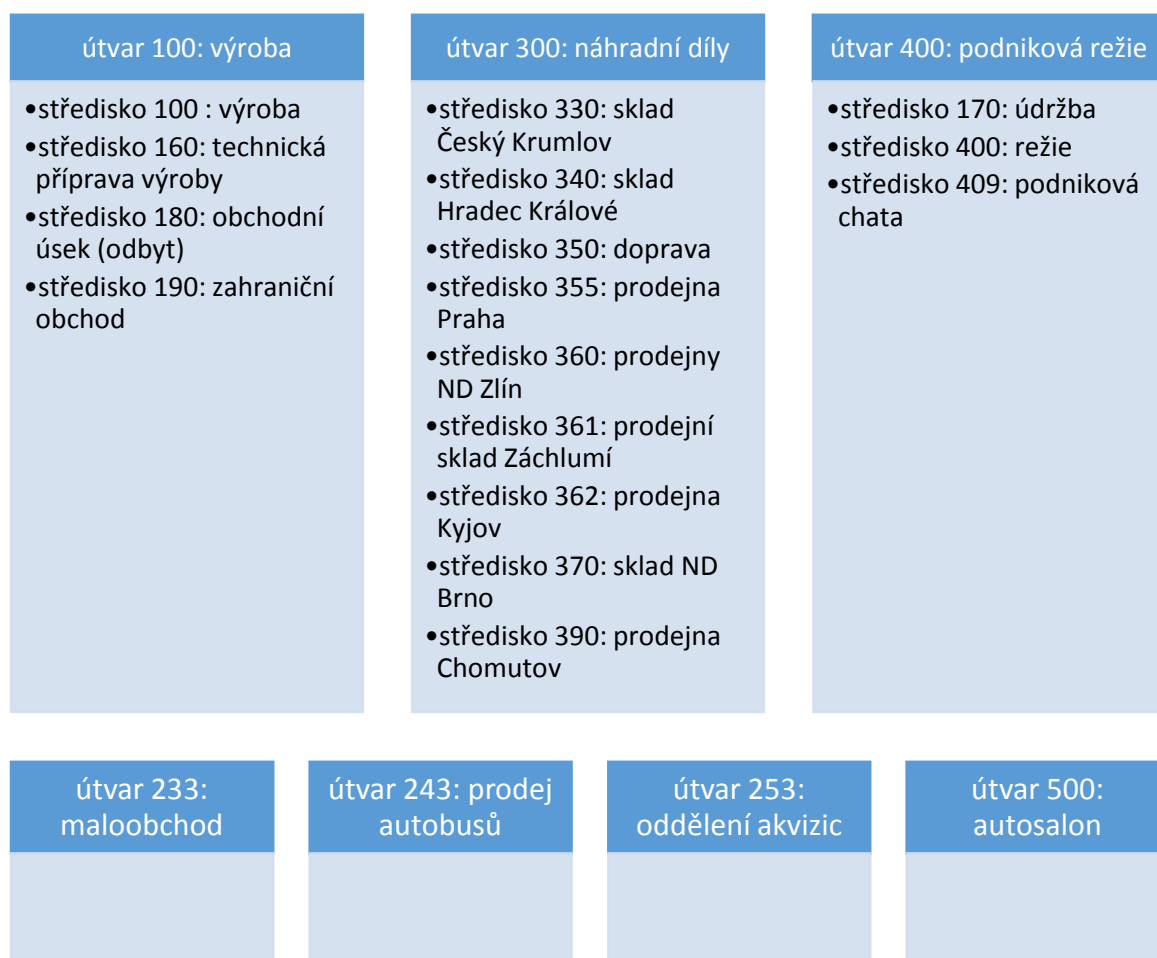 útvar 100: výroba
•středisko 100 : výroba
•středisko 160: technická
příprava výroby
•středisko 180: obchodní
úsek (odbyt)
•středisko 190: zahraniční
obchod
útvar 300: náhradní díly
•středisko 330: sklad
Český Krumlov
•středisko 340: sklad
Hradec Králové
•středisko 350: doprava
•středisko 355: prodejna
Praha
•středisko 360: prodejny
ND Zlín
•středisko 361: prodejní
sklad Záchlumí
•středisko 362: prodejna
Kyjov
•středisko 370: sklad ND
Brno
•středisko 390: prodejna
Chomutov
útvar 400: podniková režie
•středisko 170: údržba
•středisko 400: režie
•středisko 409: podniková
chata
útvar 233:
maloobchod
útvar 243: prodej
autobusů
útvar 253:
oddělení akvizic
útvar 500:
autosalon